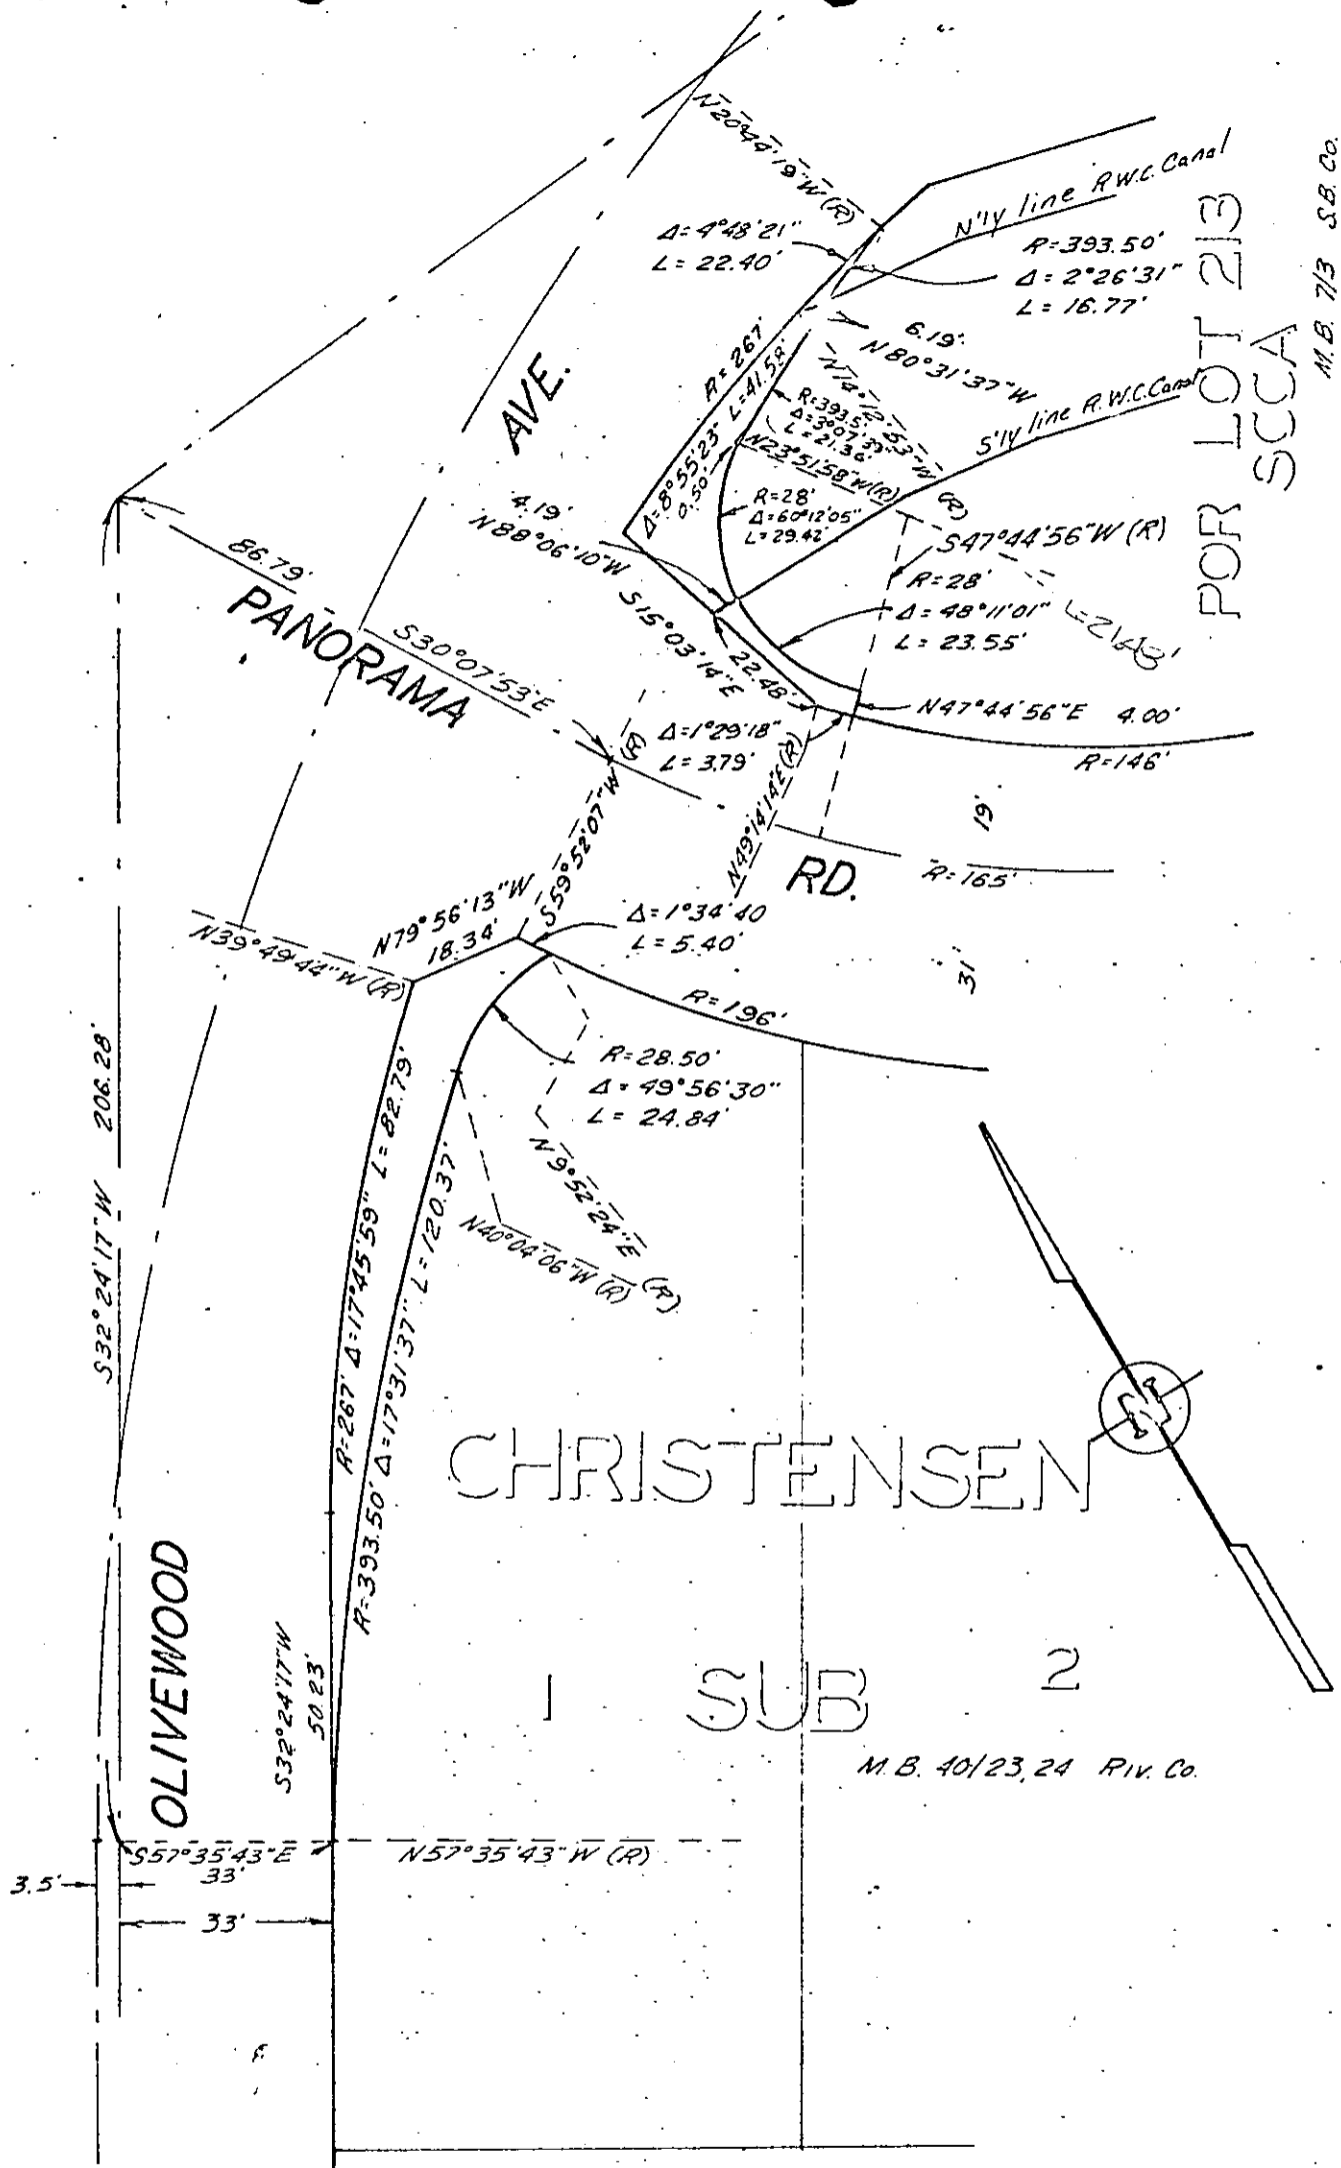 N20°44'19"W (R)
Δ=4°48'21"
L=22.40'
N'ly line R.W.C. Canal
R=393.50'
Δ=2°26'31"
L=16.77'
POR LOT 213
SCCA
M.B. 7/3 S.B. Co.
6.19'
N80°31'37"W
R=267'
Δ=8°55'23" L=41.58'
0.50'
N14°12'53"W (R)
R=393.5'
L=21.36'
N23°51'58"W (R)
S'ly line R.W.C. Canal
R=28'
Δ=60°12'05"
L=29.42'
AVE.
4.19'
N88°06'10"W
S15°03'14"E
22.48'
S47°44'56"W (R)
R=28'
Δ=48°11'01"
L=23.55'
86.79'
PANORAMA
S30°07'53"E
Δ=1°29'18"
L=3.79'
N47°44'56"E 4.00'
R=146'
N49°14'14"E (R)
S59°52'07"W (R)
19'
RD.
R=165'
N39°49'44"W (R)
N79°56'13"W
18.34'
Δ=1°34'40
L=5.40'
31'
R=196'
R=28.50'
Δ=49°56'30"
L=24.84'
S32°24'17"W 206.28'
R=267' Δ=17°45'59" L=82.79'
R=393.50' Δ=17°31'37" L=120.37'
N9°52'24"E (R)
N40°04'06"W (R)
CHRISTENSEN
OLIVEWOOD
S32°24'17"W
50.23'
1 SUB 2
M.B. 40/23,24 Riv. Co.
S57°35'43"E
33'
N57°35'43"W (R)
3.5'
33'